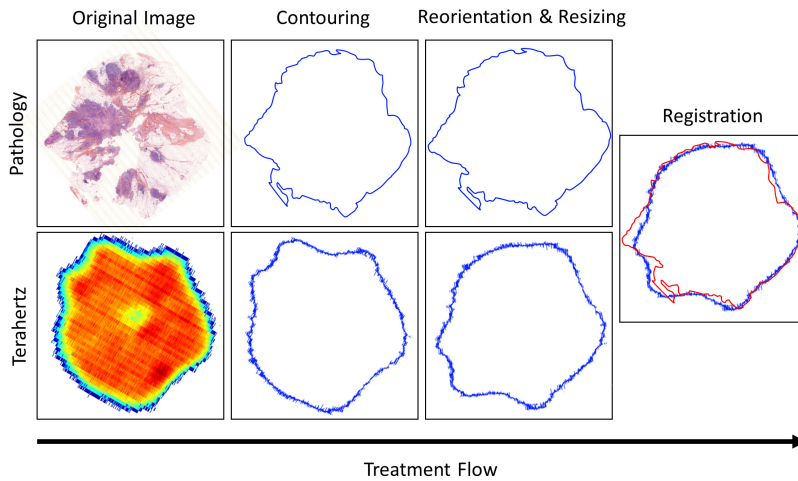 Original Image
Contouring
Reorientation & Resizing
Registration
Pathology
Terahertz
Treatment Flow